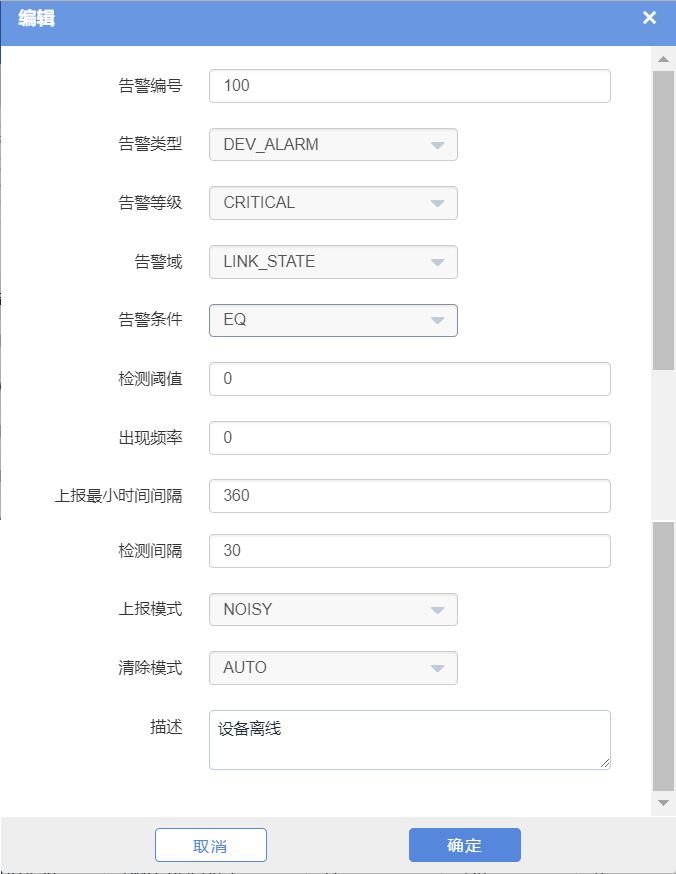 编辑
告警编号 100
告警类型 DEV_ALARM
告警等级 CRITICAL
告警域 LINK_STATE
告警条件 EQ
检测阈值 0
出现频率 0
上报最小时间间隔 360
检测间隔 30
上报模式 NOISY
清除模式 AUTO
描述 设备离线
取消 确定